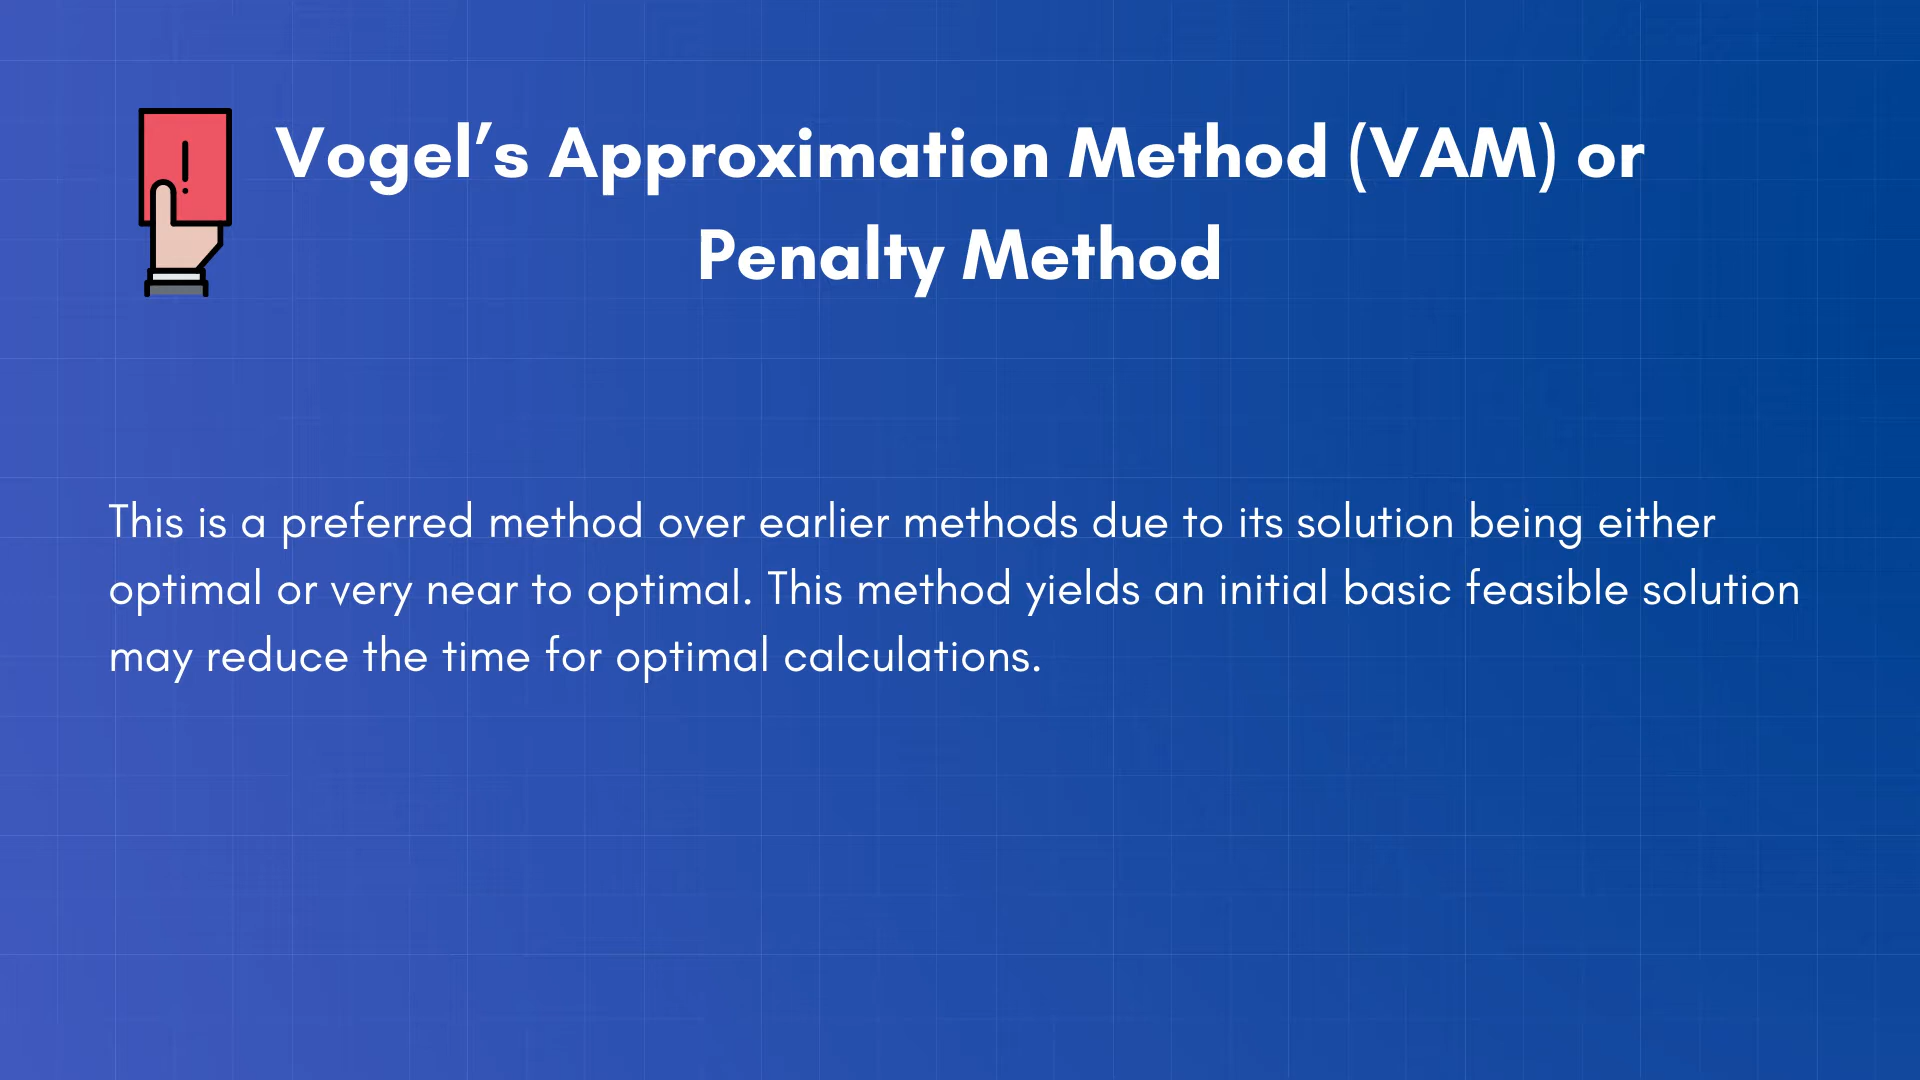 Vogel’s Approximation Method (VAM) or
Penalty Method
This is a preferred method over earlier methods due to its solution being either
optimal or very near to optimal. This method yields an initial basic feasible solution
may reduce the time for optimal calculations.